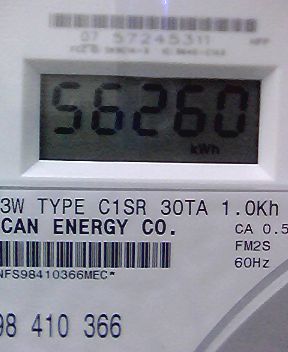 07 57245311
56260
kWh
3W TYPE C1SR 30TA 1.0Kh
CAN ENERGY CO.
CA 0.5
FM2S
60Hz
NFS98410366MEC*
98 410 366